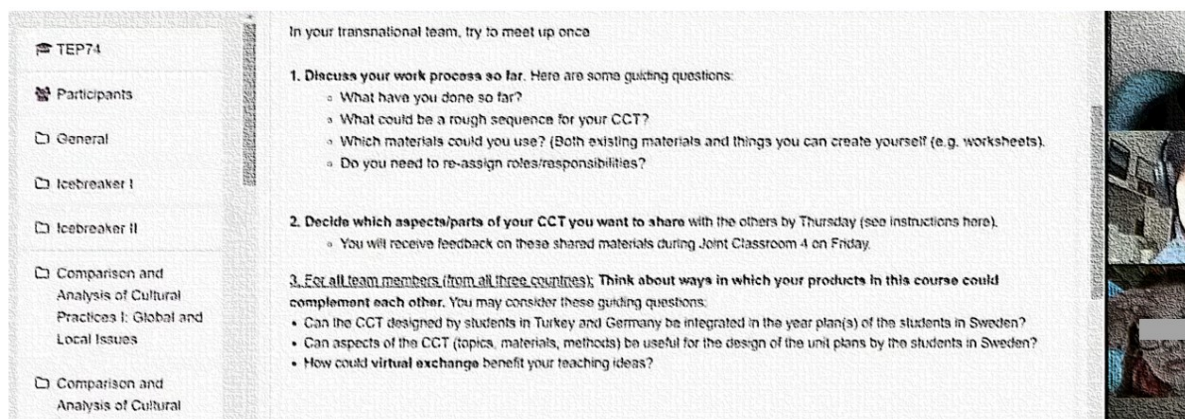 TEP74
Participants
General
Icebreaker I
Icebreaker II
Comparison and
Analysis of Cultural
Practices I: Global and
Local Issues
Comparison and
Analysis of Cultural
In your transnational team, try to meet up once
1. Discuss your work process so far. Here are some guiding questions:
◦ What have you done so far?
◦ What could be a rough sequence for your CCT?
◦ Which materials could you use? (Both existing materials and things you can create yourself (e.g. worksheets).
◦ Do you need to re-assign roles/responsibilities?
2. Decide which aspects/parts of your CCT you want to share with the others by Thursday (see instructions here).
◦ You will receive feedback on these shared materials during Joint Classroom 4 on Friday.
3. For all team members (from all three countries): Think about ways in which your products in this course could
complement each other. You may consider these guiding questions:
• Can the CCT designed by students in Turkey and Germany be integrated in the year plan(s) of the students in Sweden?
• Can aspects of the CCT (topics, materials, methods) be useful for the design of the unit plans by the students in Sweden?
• How could virtual exchange benefit your teaching ideas?